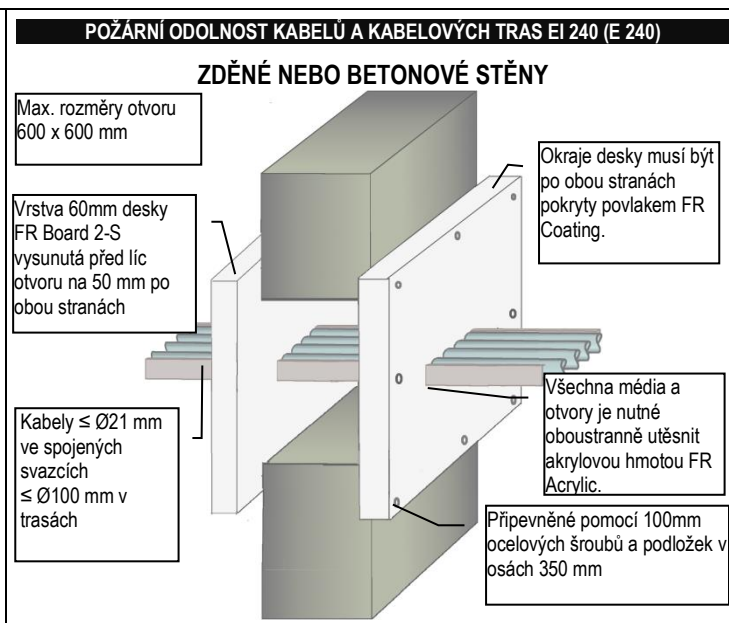 POŽÁRNÍ ODOLNOST KABELŮ A KABELOVÝCH TRAS EI 240 (E 240)
ZDĚNÉ NEBO BETONOVÉ STĚNY
Max. rozměry otvoru
600 x 600 mm
Vrstva 60mm desky
FR Board 2-S
vysunutá před líc
otvoru na 50 mm po
obou stranách
Kabely ≤ Ø21 mm
ve spojených
svazcích
≤ Ø100 mm v
trasách
Okraje desky musí být
po obou stranách
pokryty povlakem FR
Coating.
Všechna média a
otvory je nutné
oboustranně utěsnit
akrylovou hmotou FR
Acrylic.
Připevněné pomocí 100mm
ocelových šroubů a podložek v
osách 350 mm